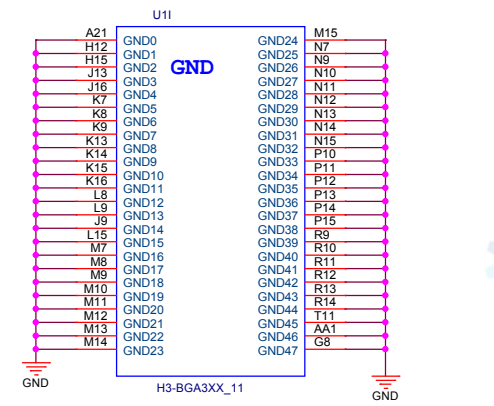 U1I
A21 GND0 GND24 M15
H12 GND1 GND25 N7
H15 GND2 GND GND26 N9
J13 GND3 GND27 N10
J16 GND4 GND28 N11
K7 GND5 GND29 N12
K8 GND6 GND30 N13
K9 GND7 GND31 N14
K13 GND8 GND32 N15
K14 GND9 GND33 P10
K15 GND10 GND34 P11
K16 GND11 GND35 P12
L8 GND12 GND36 P13
L9 GND13 GND37 P14
J9 GND14 GND38 P15
L15 GND15 GND39 R9
M7 GND16 GND40 R10
M8 GND17 GND41 R11
M9 GND18 GND42 R12
M10 GND19 GND43 R13
M11 GND20 GND44 R14
M12 GND21 GND45 T11
M13 GND22 GND46 AA1
M14 GND23 GND47 G8
GND H3-BGA3XX_11 GND